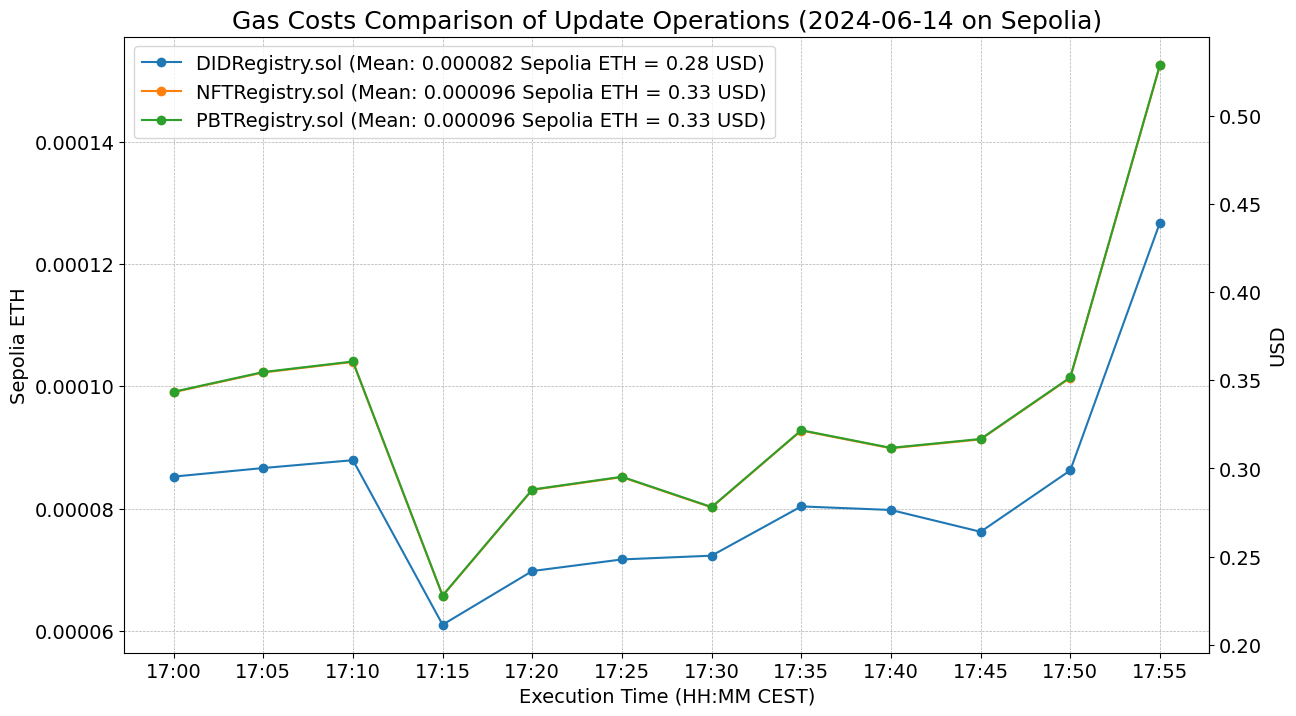 Gas Costs Comparison of Update Operations (2024-06-14 on Sepolia)
DIDRegistry.sol (Mean: 0.000082 Sepolia ETH = 0.28 USD)
NFTRegistry.sol (Mean: 0.000096 Sepolia ETH = 0.33 USD)
PBTRegistry.sol (Mean: 0.000096 Sepolia ETH = 0.33 USD)
Sepolia ETH
0.00014
0.00012
0.00010
0.00008
0.00006
0.50
0.45
0.40
0.35
0.30
0.25
0.20
USD
17:00 17:05 17:10 17:15 17:20 17:25 17:30 17:35 17:40 17:45 17:50 17:55
Execution Time (HH:MM CEST)